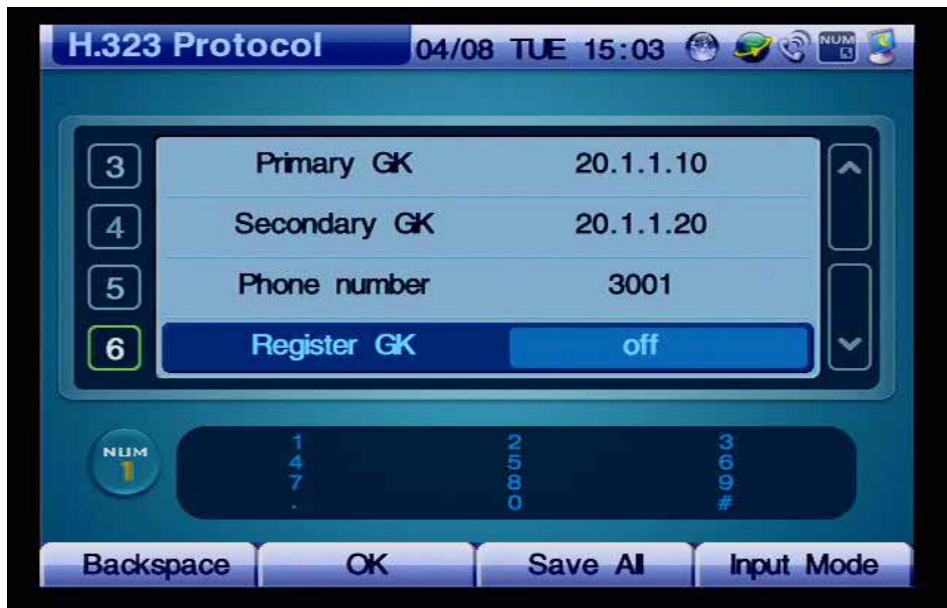 H.323 Protocol 04/08 TUE 15:03 NUM
3 Primary GK 20.1.1.10
4 Secondary GK 20.1.1.20
5 Phone number 3001
6 Register GK off
NUM 1
1 2 3
4 5 6
7 8 9
. 0 #
Backspace OK Save All Input Mode